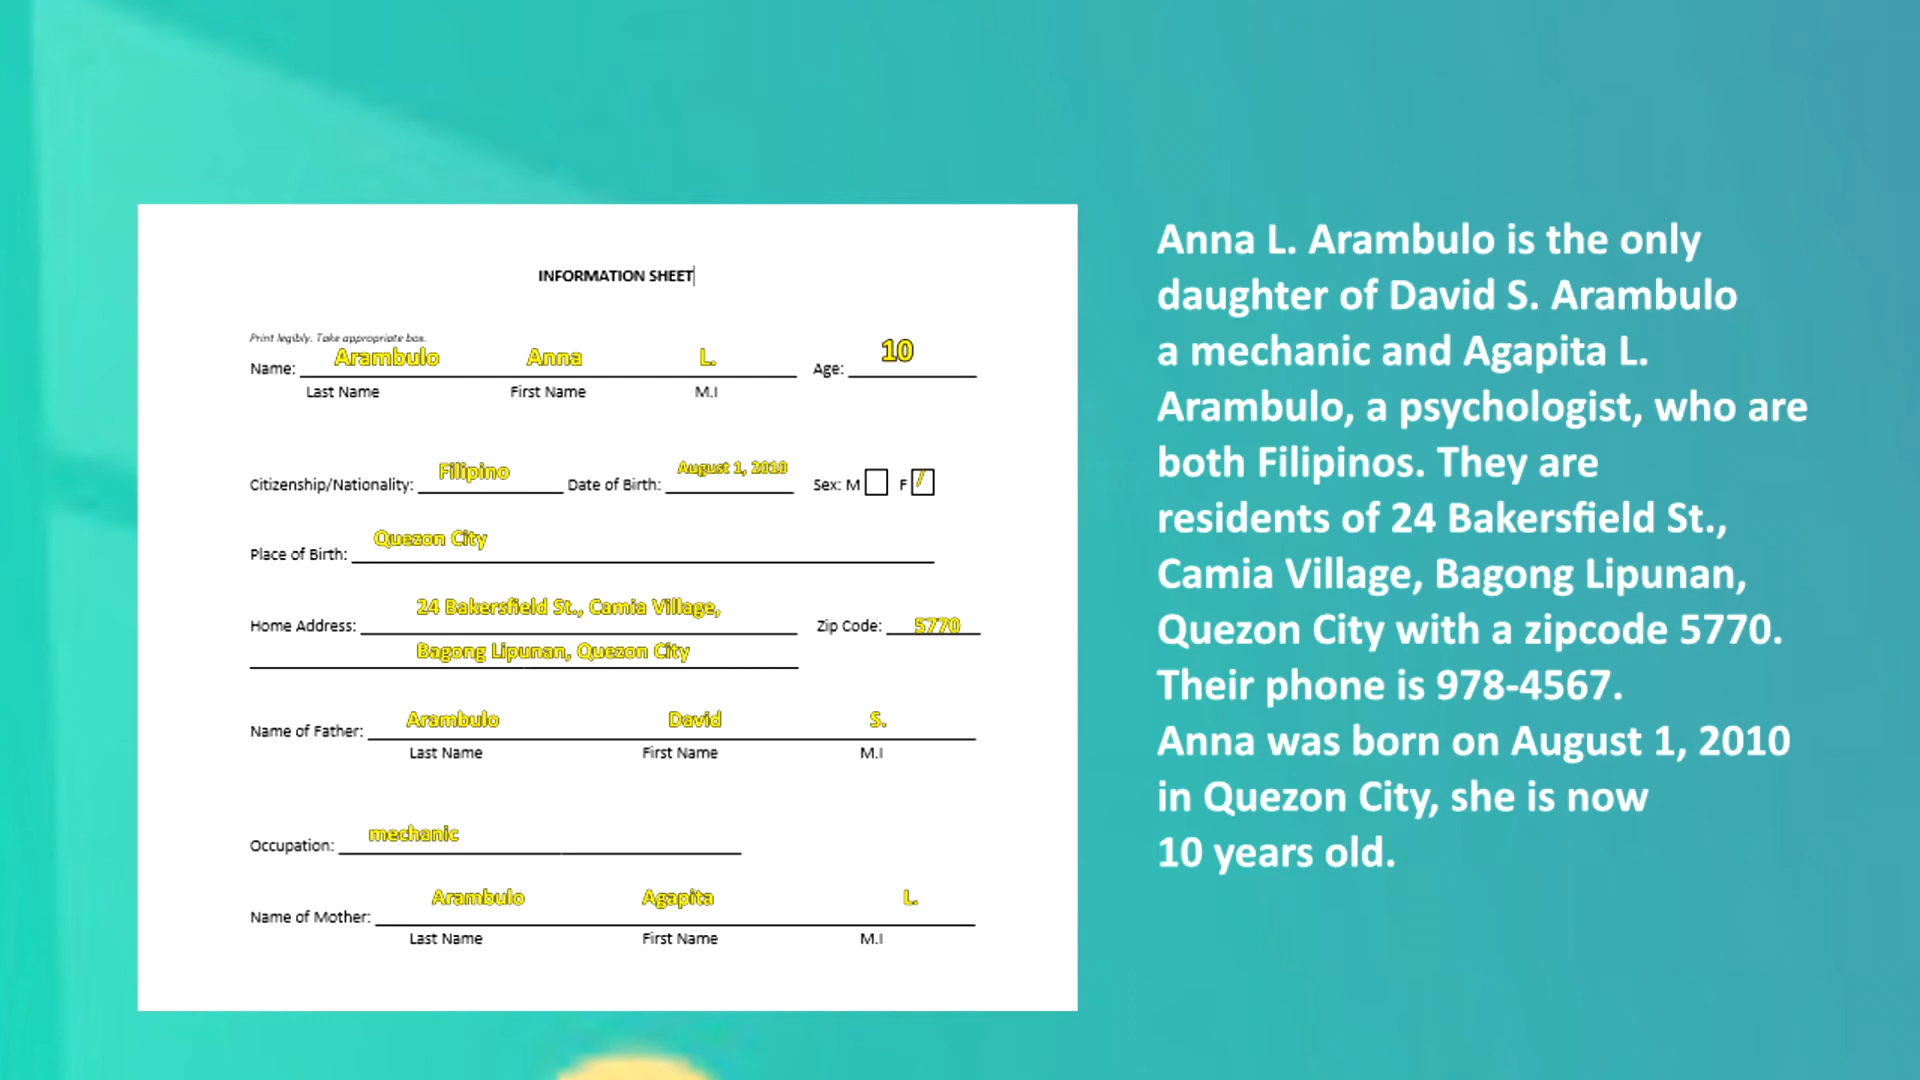 INFORMATION SHEET
Print legibly. Take appropriate box.
Name: Arambulo Anna L. Age: 10
Last Name First Name M.I
Citizenship/Nationality: Filipino Date of Birth: August 1, 2010 Sex: M F /
Place of Birth: Quezon City
Home Address: 24 Bakersfield St., Camia Village, Zip Code: 5770
Bagong Lipunan, Quezon City
Name of Father: Arambulo David S.
Last Name First Name M.I
Occupation: mechanic
Name of Mother: Arambulo Agapita L.
Last Name First Name M.I
Anna L. Arambulo is the only
daughter of David S. Arambulo
a mechanic and Agapita L.
Arambulo, a psychologist, who are
both Filipinos. They are
residents of 24 Bakersfield St.,
Camia Village, Bagong Lipunan,
Quezon City with a zipcode 5770.
Their phone is 978-4567.
Anna was born on August 1, 2010
in Quezon City, she is now
10 years old.